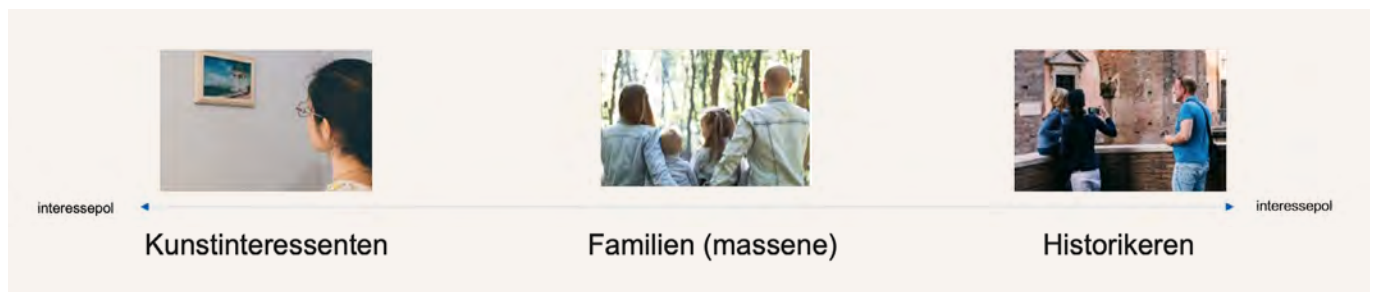 interessepol
interessepol
Kunstinteressenten
Familien (massene)
Historikeren